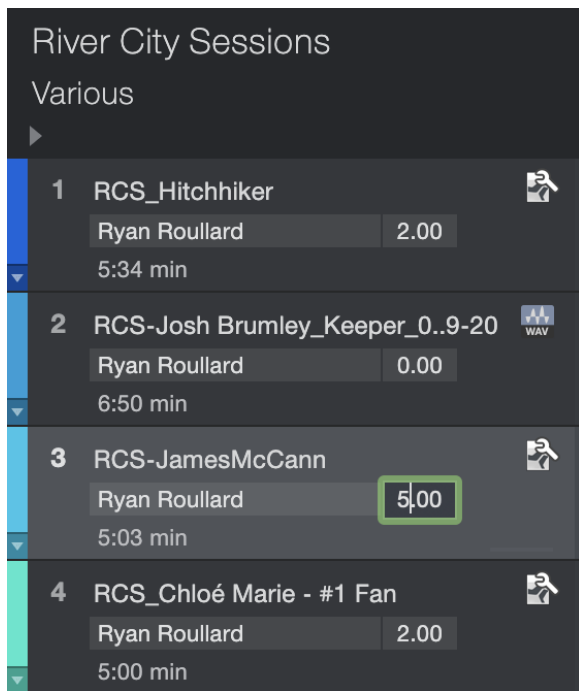 River City Sessions
Various
1 RCS_Hitchhiker
Ryan Roullard 2.00
5:34 min
2 RCS-Josh Brumley_Keeper_0..9-20 WAV
Ryan Roullard 0.00
6:50 min
3 RCS-JamesMcCann
Ryan Roullard 5.00
5:03 min
4 RCS_Chloé Marie - #1 Fan
Ryan Roullard 2.00
5:00 min